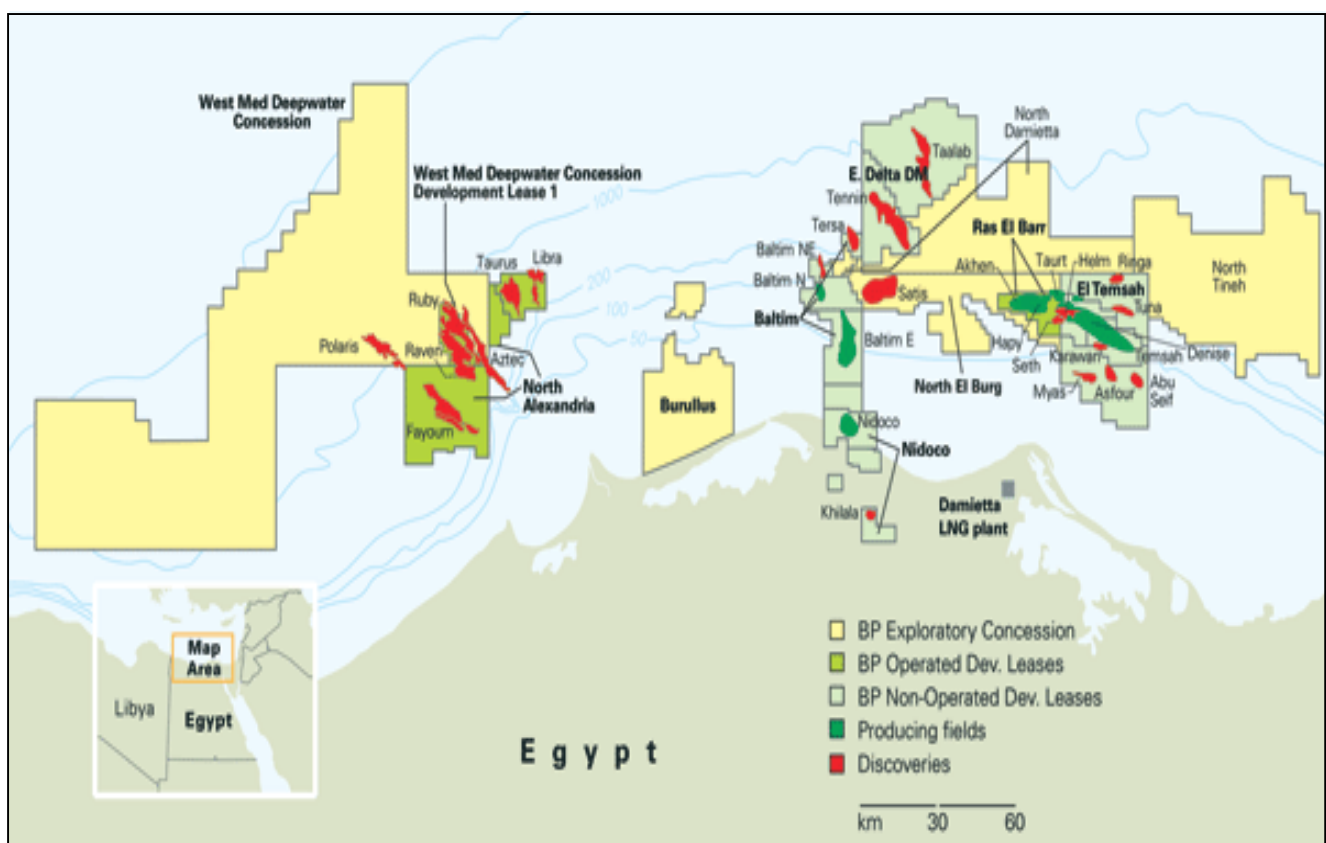 West Med Deepwater
Concession
West Med Deepwater Concession
Development Lease 1
1000
200
100
50
Taurus
Libra
Ruby
Polaris
Raven
Aztec
North
Alexandria
Fayoum
Burullus
North
Damietta
Taalab
E. Delta DM
Tennin
Tersa
Baltim NE
Baltim N
Baltim
Baltim E
Satis
Ras El Barr
Akhen
Taurt
Helm
El Temsah
Tuna
North
Tineh
Hapy
Seth
Karawan
Temsah
Denise
North El Burg
Myas
Asfour
Abu
Seif
Nidoco
Nidoco
Khilala
Damietta
LNG plant
Map
Area
Libya
Egypt
Egypt
BP Exploratory Concession
BP Operated Dev. Leases
BP Non-Operated Dev. Leases
Producing fields
Discoveries
km 30 60